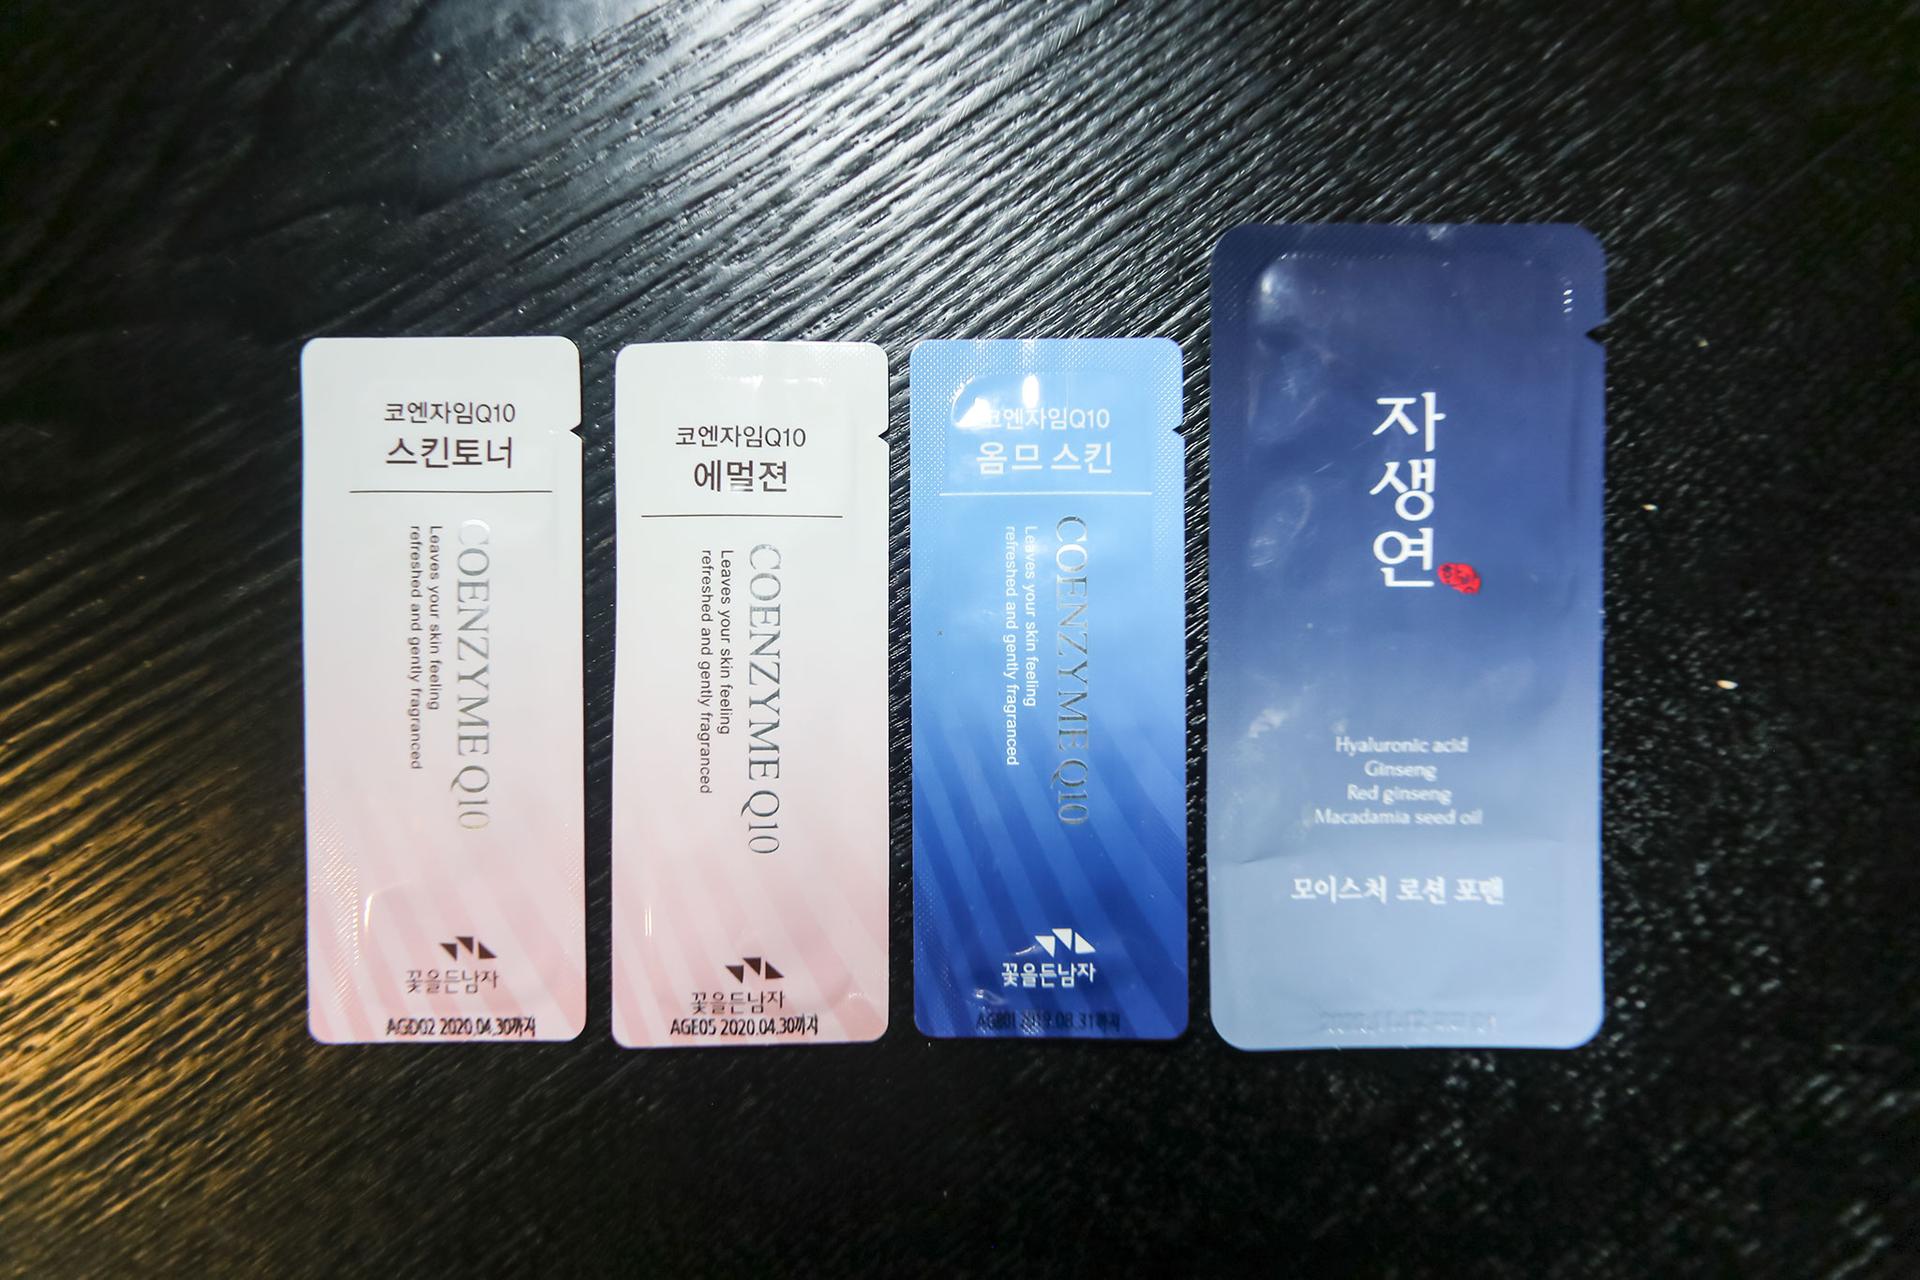 코엔자임Q10
스킨토너
COENZYME Q10
Leaves your skin feeling
refreshed and gently fragranced
꽃을든남자
AGD02 2020.04.30까지
코엔자임Q10
에멀젼
COENZYME Q10
Leaves your skin feeling
refreshed and gently fragranced
꽃을든남자
AGE05 2020.04.30까지
코엔자임Q10
옴므 스킨
COENZYME Q10
Leaves your skin feeling
refreshed and gently fragranced
꽃을든남자
자생연
Hyaluronic acid
Ginseng
Red ginseng
Macadamia seed oil
모이스처 로션 포맨